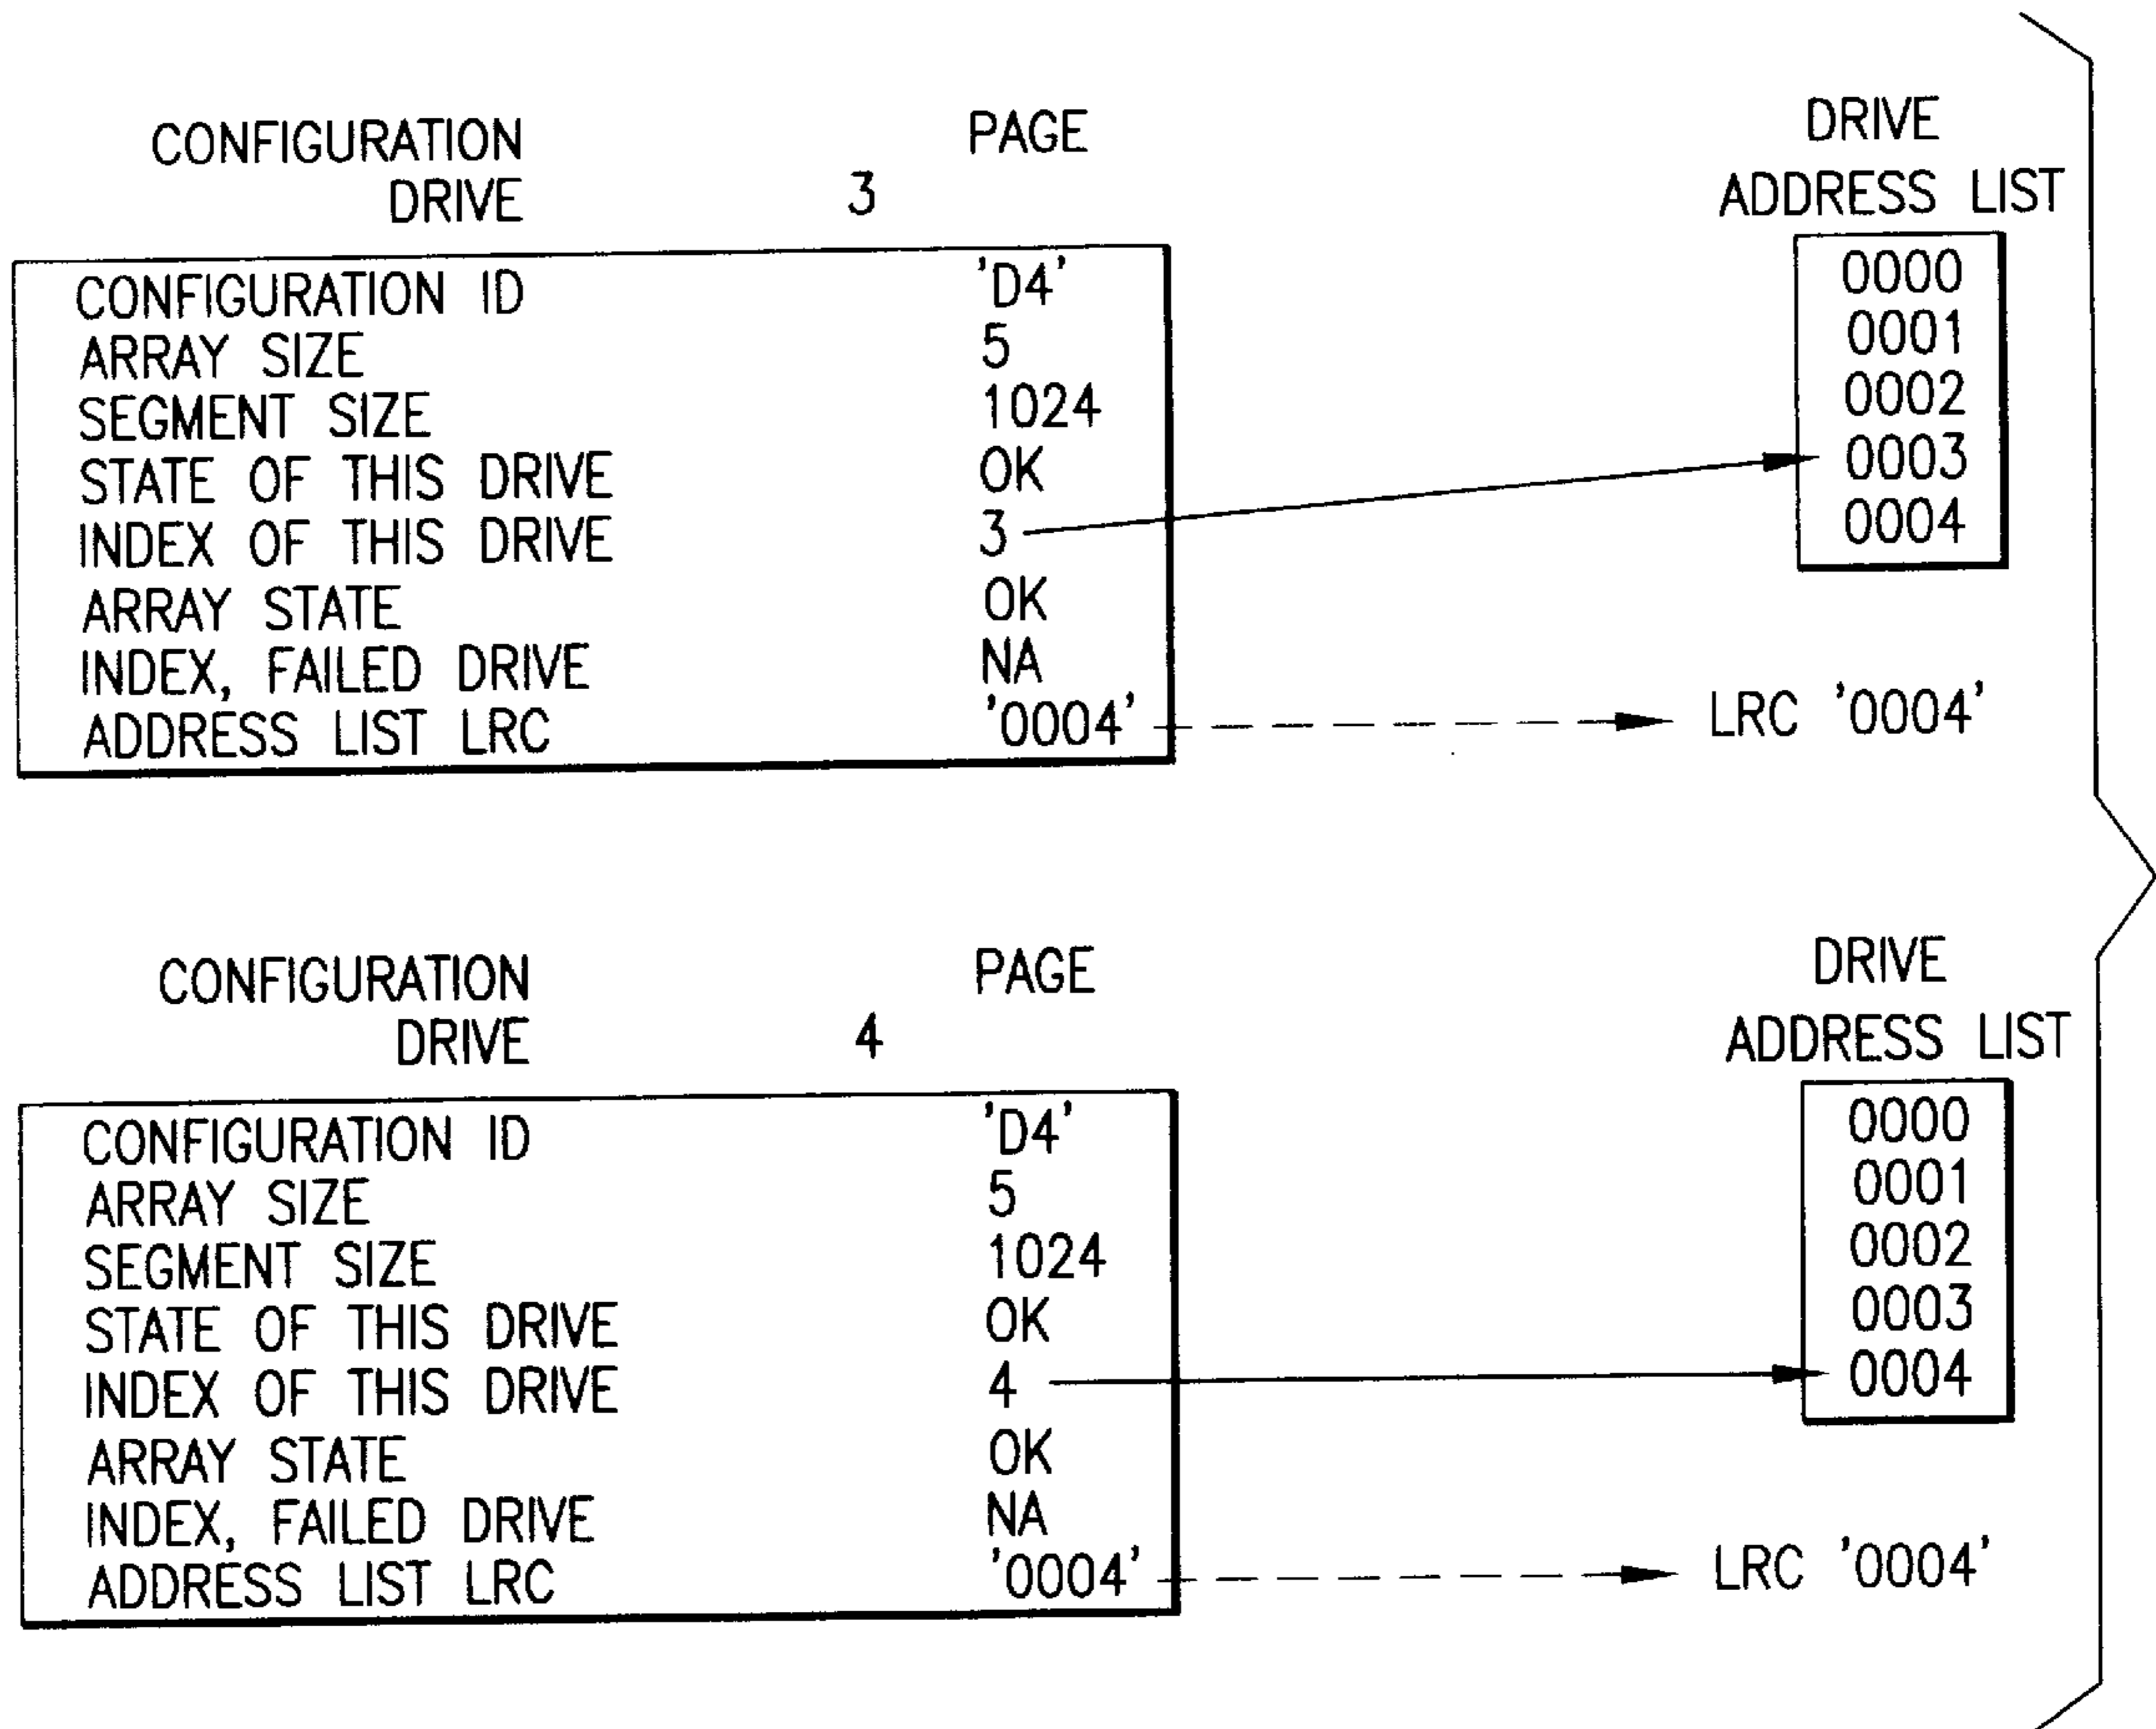 CONFIGURATION PAGE
DRIVE 3
CONFIGURATION ID 'D4'
ARRAY SIZE 5
SEGMENT SIZE 1024
STATE OF THIS DRIVE OK
INDEX OF THIS DRIVE 3
ARRAY STATE OK
INDEX, FAILED DRIVE NA
ADDRESS LIST LRC '0004'
DRIVE
ADDRESS LIST
0000
0001
0002
0003
0004
LRC '0004'
CONFIGURATION PAGE
DRIVE 4
CONFIGURATION ID 'D4'
ARRAY SIZE 5
SEGMENT SIZE 1024
STATE OF THIS DRIVE OK
INDEX OF THIS DRIVE 4
ARRAY STATE OK
INDEX, FAILED DRIVE NA
ADDRESS LIST LRC '0004'
DRIVE
ADDRESS LIST
0000
0001
0002
0003
0004
LRC '0004'